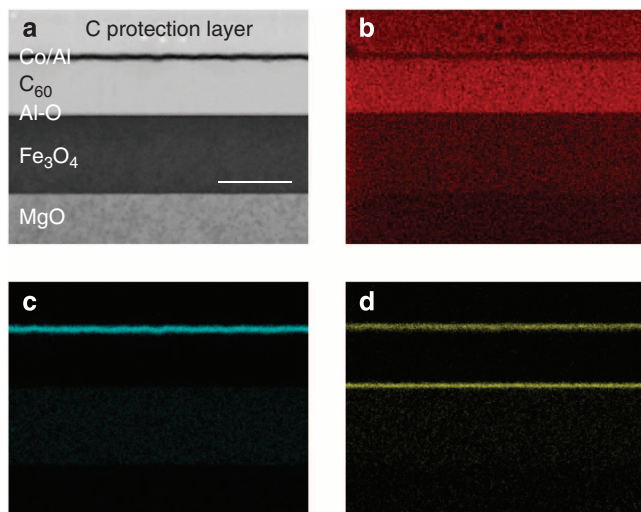 a
C protection layer
Co/Al
C₆₀
Al-O
Fe₃O₄
MgO
b
c
d